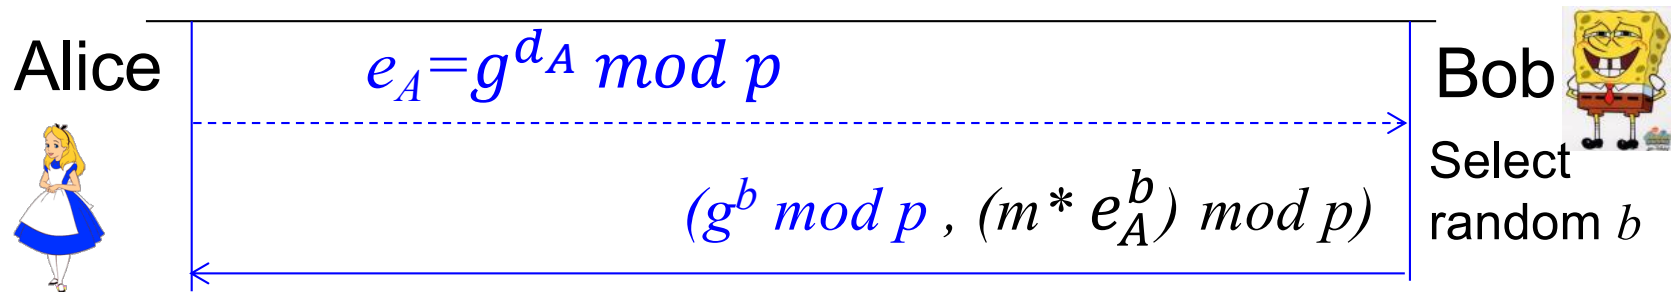 Alice
e_A=g^{d_A} mod p
Bob
(g^b mod p , (m* e_A^b) mod p)
Select
random b